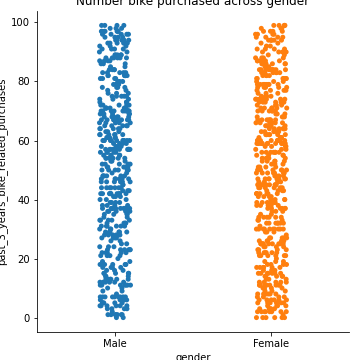 Number bike purchased across gender
past_3_years_bike_related_purchases
100
80
60
40
20
0
Male
Female
gender